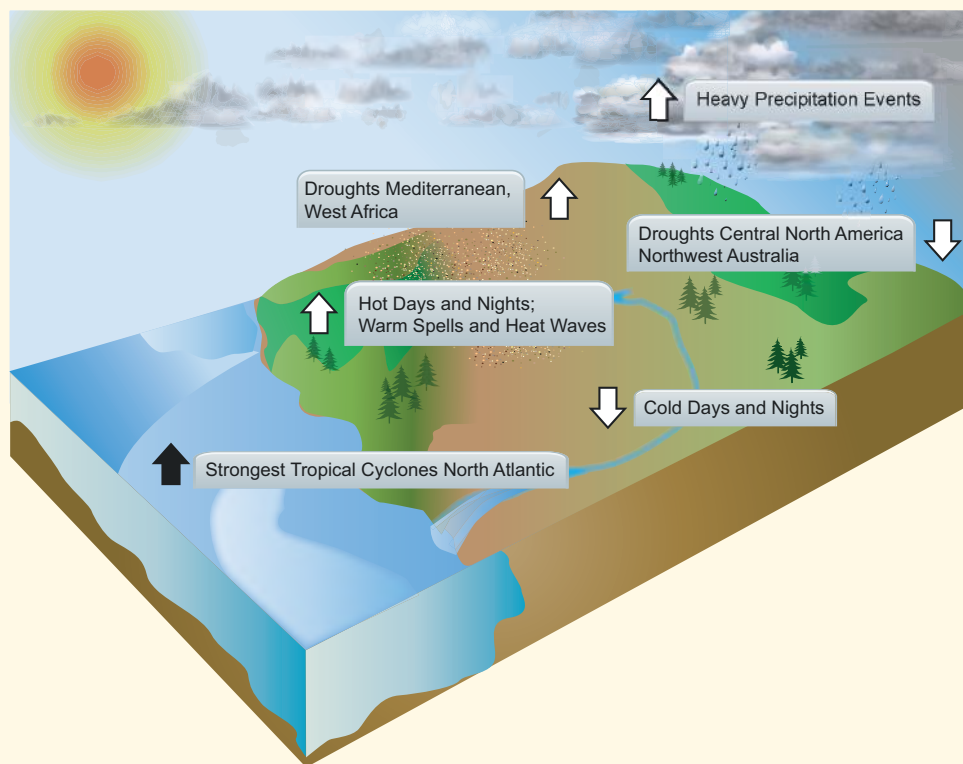 Heavy Precipitation Events
Droughts Mediterranean,
West Africa
Droughts Central North America
Northwest Australia
Hot Days and Nights;
Warm Spells and Heat Waves
Cold Days and Nights
Strongest Tropical Cyclones North Atlantic